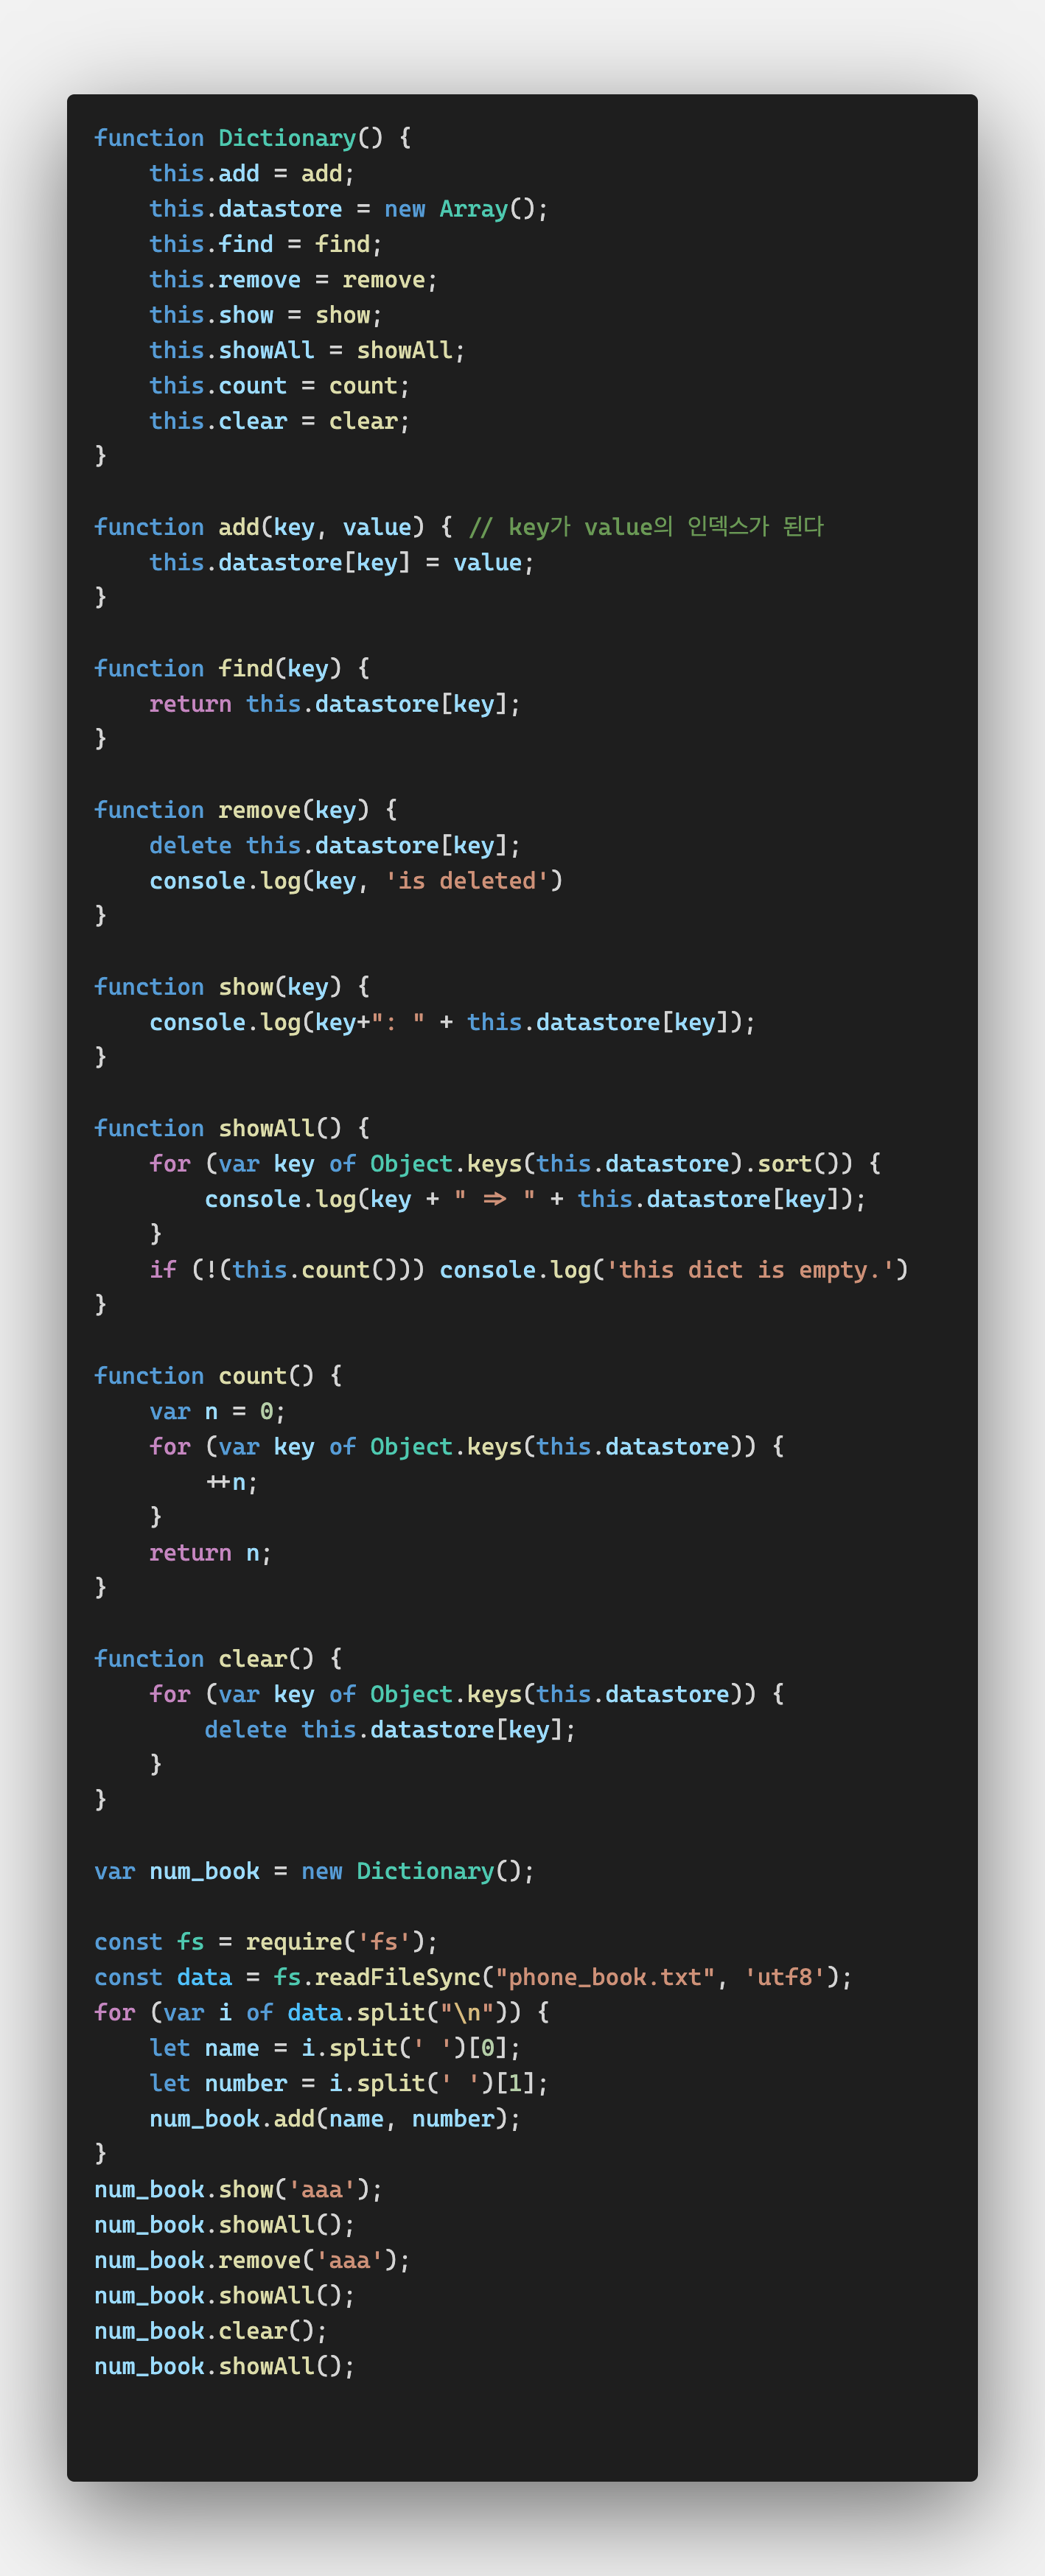 function Dictionary() {
    this.add = add;
    this.datastore = new Array();
    this.find = find;
    this.remove = remove;
    this.show = show;
    this.showAll = showAll;
    this.count = count;
    this.clear = clear;
}

function add(key, value) { // key가 value의 인덱스가 된다
    this.datastore[key] = value;
}

function find(key) {
    return this.datastore[key];
}

function remove(key) {
    delete this.datastore[key];
    console.log(key, 'is deleted')
}

function show(key) {
    console.log(key+": " + this.datastore[key]);
}

function showAll() {
    for (var key of Object.keys(this.datastore).sort()) {
        console.log(key + " => " + this.datastore[key]);
    }
    if (!(this.count())) console.log('this dict is empty.')
}

function count() {
    var n = 0;
    for (var key of Object.keys(this.datastore)) {
        ++n;
    }
    return n;
}

function clear() {
    for (var key of Object.keys(this.datastore)) {
        delete this.datastore[key];
    }
}

var num_book = new Dictionary();

const fs = require('fs');
const data = fs.readFileSync("phone_book.txt", 'utf8');
for (var i of data.split("\n")) {
    let name = i.split(' ')[0];
    let number = i.split(' ')[1];
    num_book.add(name, number);
}
num_book.show('aaa');
num_book.showAll();
num_book.remove('aaa');
num_book.showAll();
num_book.clear();
num_book.showAll();